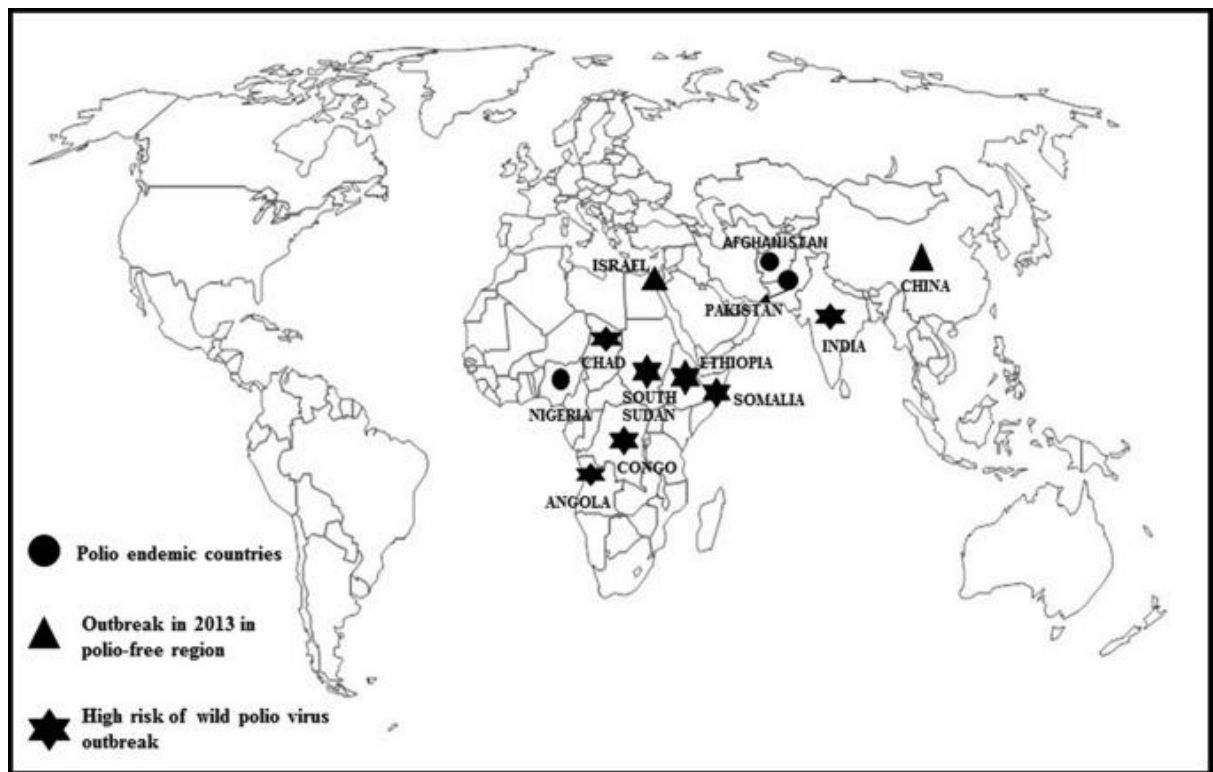 AFGHANISTAN
ISRAEL
CHINA
PAKISTAN
INDIA
CHAD
ETHIOPIA
SOUTH
SUDAN
SOMALIA
NIGERIA
CONGO
ANGOLA
Polio endemic countries
Outbreak in 2013 in
polio-free region
High risk of wild polio virus
outbreak